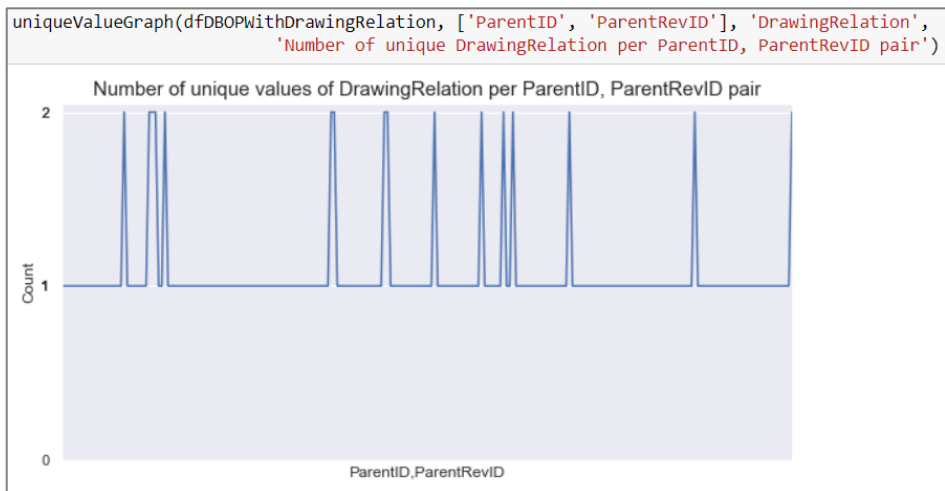 uniqueValueGraph(dfDBOPWithDrawingRelation, ['ParentID', 'ParentRevID'], 'DrawingRelation',
'Number of unique DrawingRelation per ParentID, ParentRevID pair')
Number of unique values of DrawingRelation per ParentID, ParentRevID pair
2
Count
1
0
ParentID,ParentRevID